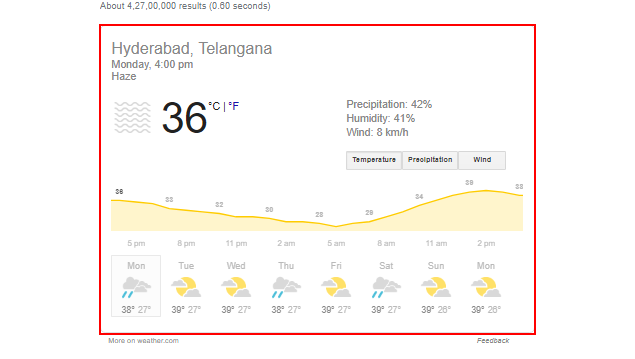 About 4,27,00,000 results (0.60 seconds)
Hyderabad, Telangana
Monday, 4:00 pm
Haze
36 °C | °F
Precipitation: 42%
Humidity: 41%
Wind: 8 km/h
Temperature Precipitation Wind
36 33 32 30 28 29 34 39 38
5 pm 8 pm 11 pm 2 am 5 am 8 am 11 am 2 pm
Mon Tue Wed Thu Fri Sat Sun Mon
38° 27° 39° 27° 39° 27° 38° 27° 39° 27° 39° 27° 39° 26° 39° 26°
More on weather.com Feedback